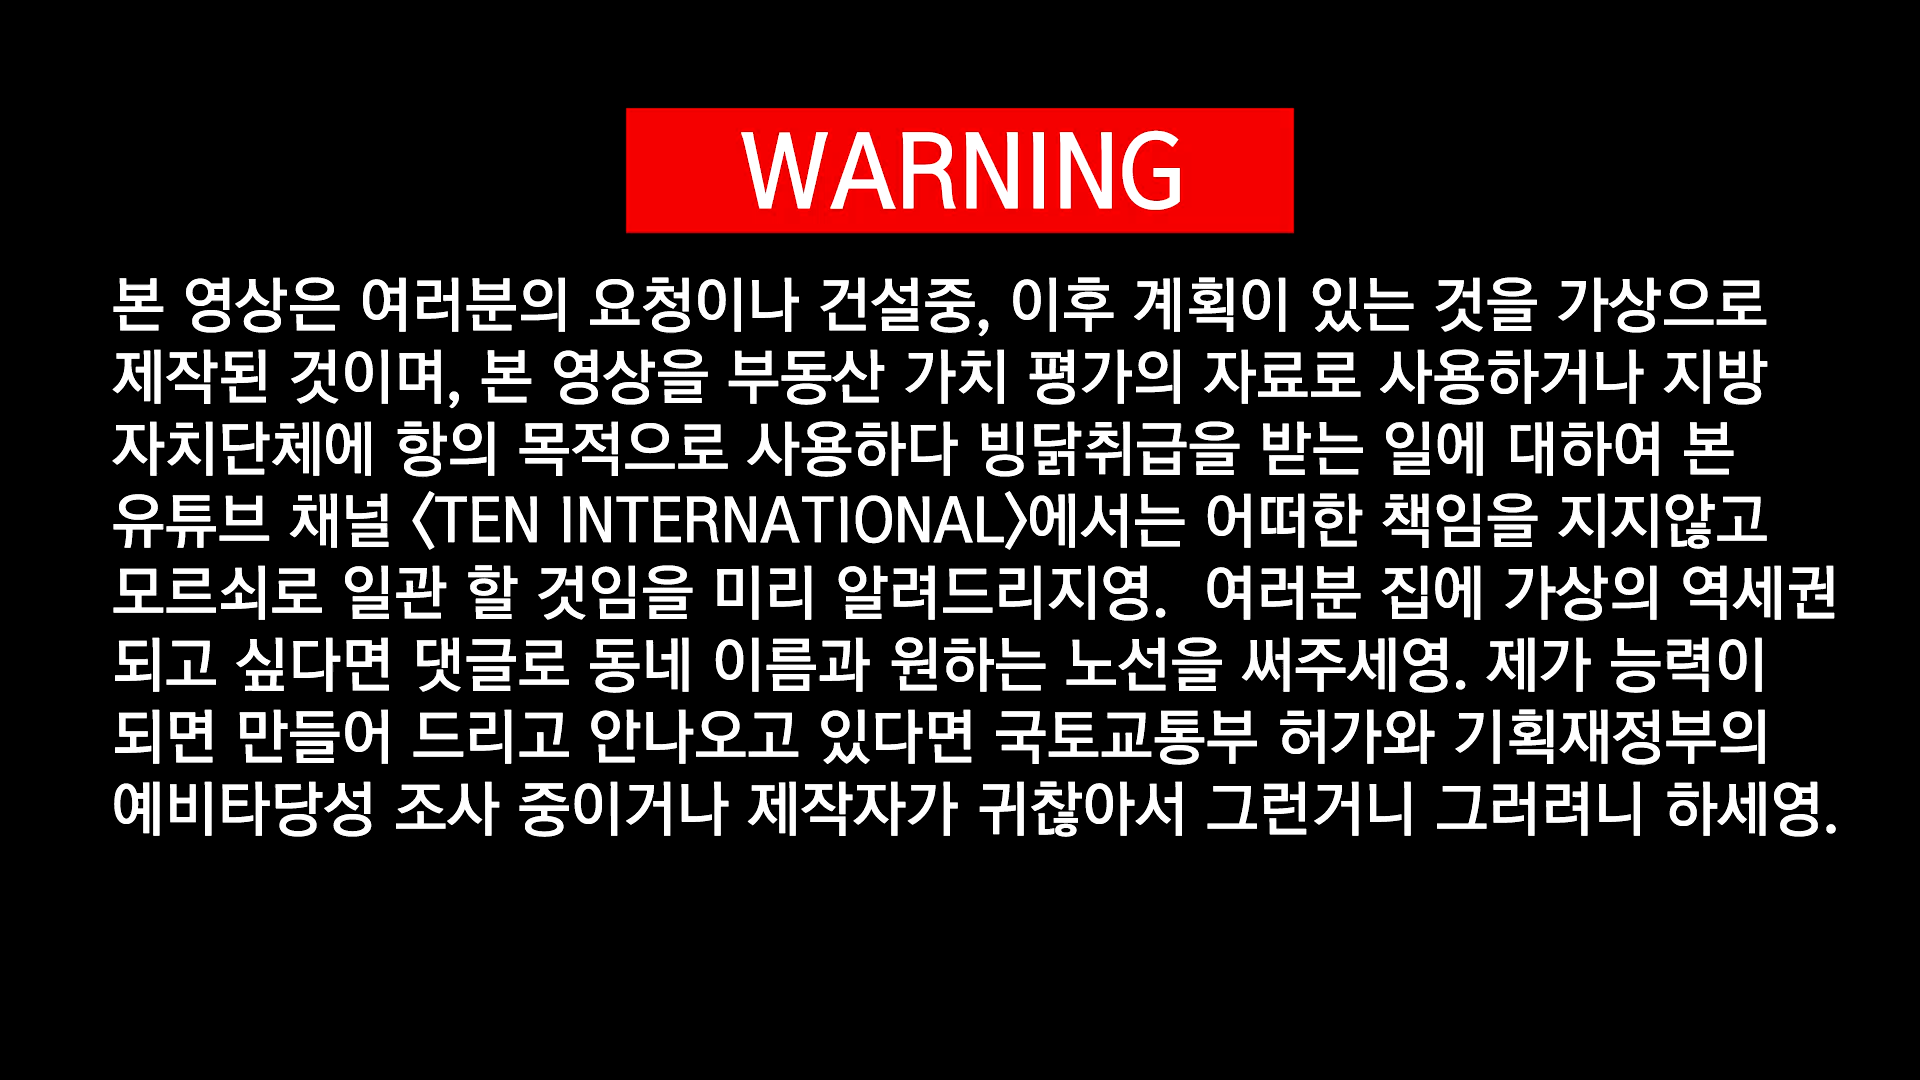 WARNING
본 영상은 여러분의 요청이나 건설중, 이후 계획이 있는 것을 가상으로
제작된 것이며, 본 영상을 부동산 가치 평가의 자료로 사용하거나 지방
자치단체에 항의 목적으로 사용하다 빙닭취급을 받는 일에 대하여 본
유튜브 채널 〈TEN INTERNATIONAL〉에서는 어떠한 책임을 지지않고
모르쇠로 일관 할 것임을 미리 알려드리지영.  여러분 집에 가상의 역세권
되고 싶다면 댓글로 동네 이름과 원하는 노선을 써주세영. 제가 능력이
되면 만들어 드리고 안나오고 있다면 국토교통부 허가와 기획재정부의
예비타당성 조사 중이거나 제작자가 귀찮아서 그런거니 그러려니 하세영.